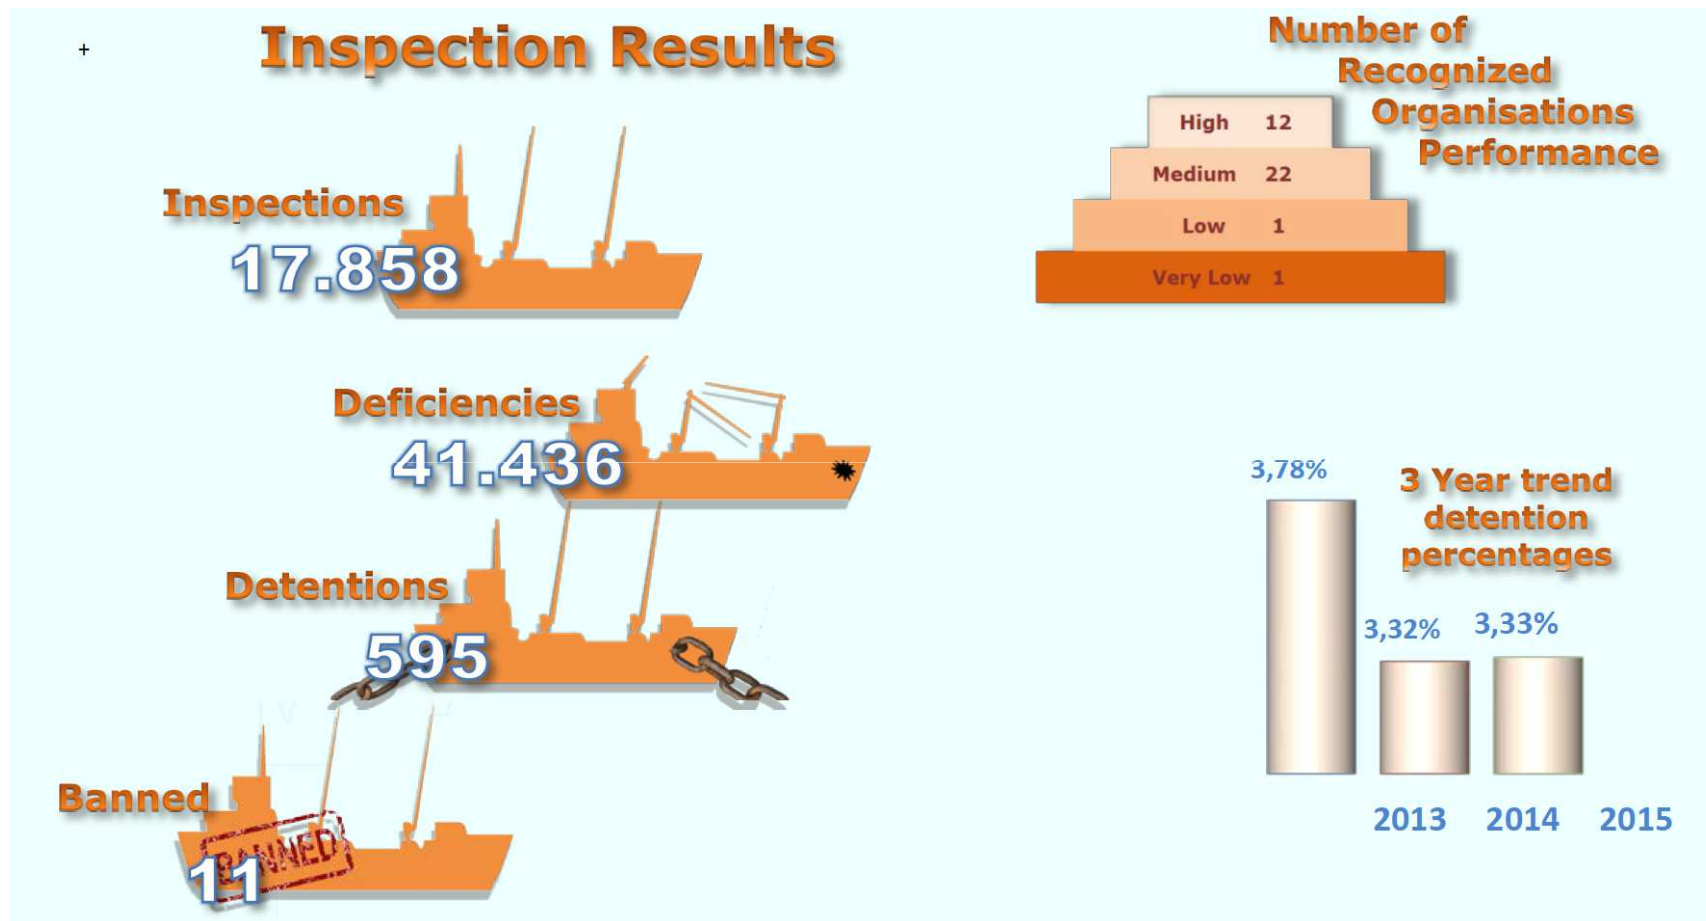 +
Inspection Results
Inspections
17.858
Deficiencies
41.436
Detentions
595
Banned
BANNED
11
Number of
Recognized
Organisations
Performance
High 12
Medium 22
Low 1
Very Low 1
3 Year trend
detention
percentages
3,78%
3,32%
3,33%
2013 2014 2015